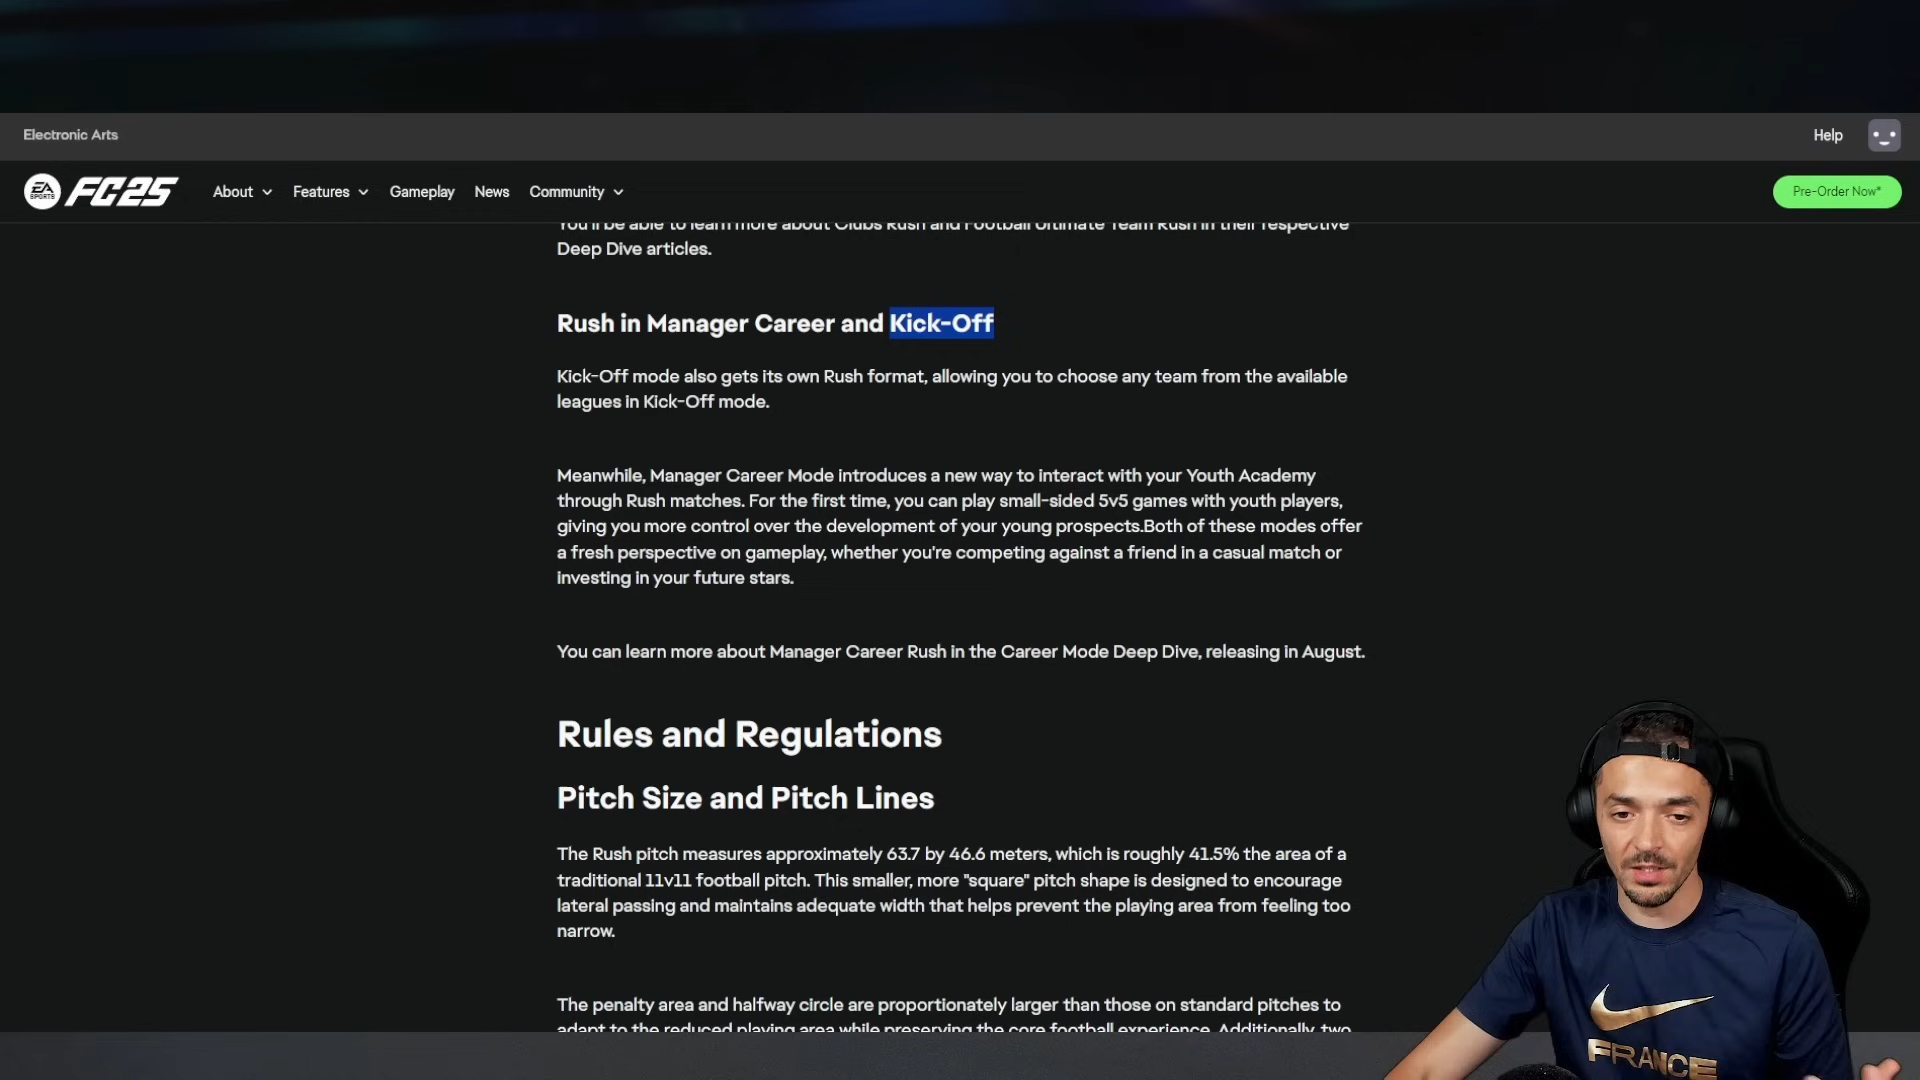 Electronic Arts
Help
EA SPORTS FC25
About
Features
Gameplay
News
Community
Pre-Order Now*
You'll be able to learn more about Clubs Rush and Football Ultimate Team Rush in their respective
Deep Dive articles.
Rush in Manager Career and Kick-Off
Kick-Off mode also gets its own Rush format, allowing you to choose any team from the available
leagues in Kick-Off mode.
Meanwhile, Manager Career Mode introduces a new way to interact with your Youth Academy
through Rush matches. For the first time, you can play small-sided 5v5 games with youth players,
giving you more control over the development of your young prospects.Both of these modes offer
a fresh perspective on gameplay, whether you're competing against a friend in a casual match or
investing in your future stars.
You can learn more about Manager Career Rush in the Career Mode Deep Dive, releasing in August.
Rules and Regulations
Pitch Size and Pitch Lines
The Rush pitch measures approximately 63.7 by 46.6 meters, which is roughly 41.5% the area of a
traditional 11v11 football pitch. This smaller, more "square" pitch shape is designed to encourage
lateral passing and maintains adequate width that helps prevent the playing area from feeling too
narrow.
The penalty area and halfway circle are proportionately larger than those on standard pitches to
adapt to the reduced playing area while preserving the core football experience. Additionally, two
FRANCE